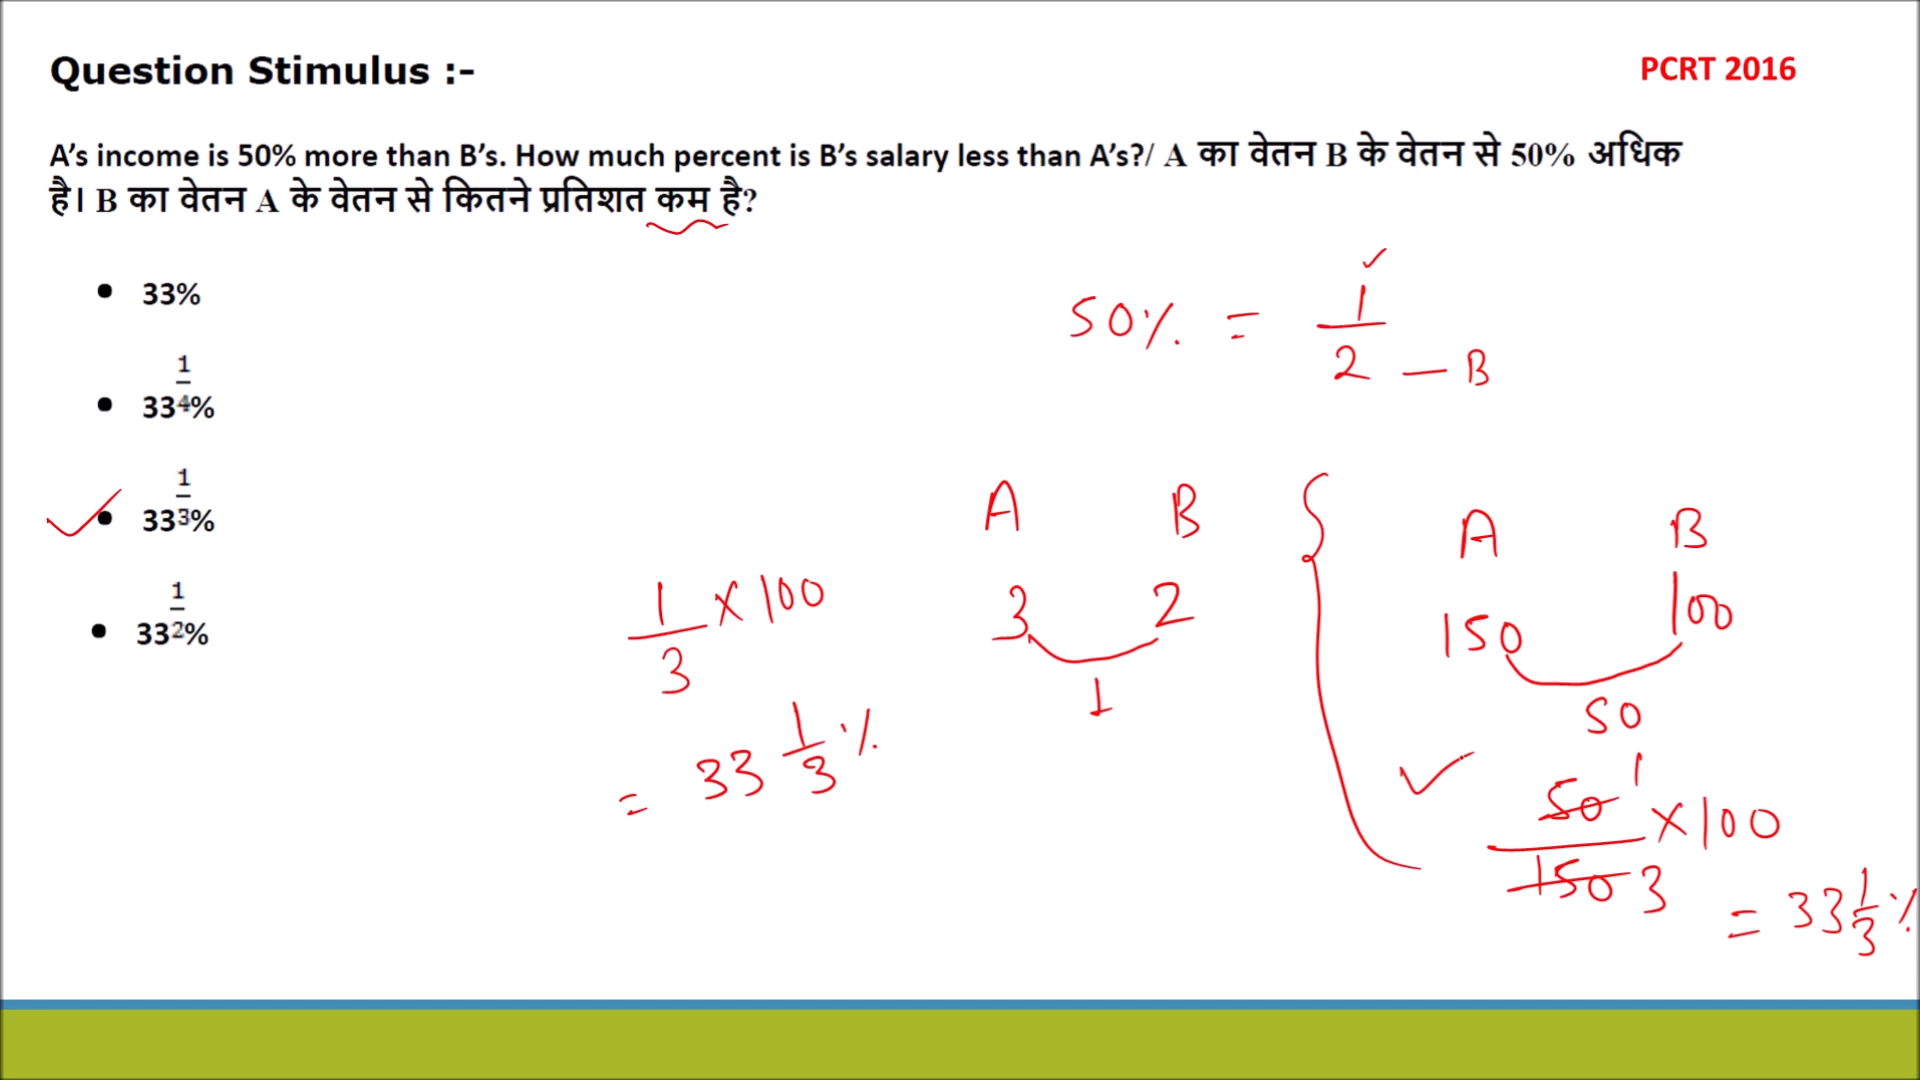 Question Stimulus :-
PCRT 2016
A’s income is 50% more than B’s. How much percent is B’s salary less than A’s?/ A का वेतन B के वेतन से 50% अधिक
है। B का वेतन A के वेतन से कितने प्रतिशत कम है?
33%
33 1/4%
33 1/3%
33 1/2%
50% = 1/2 — B
A B
3 2
1
1/3 × 100
= 33 1/3 %
A B
150 100
50
50 1
150 3
× 100
= 33 1/3 %